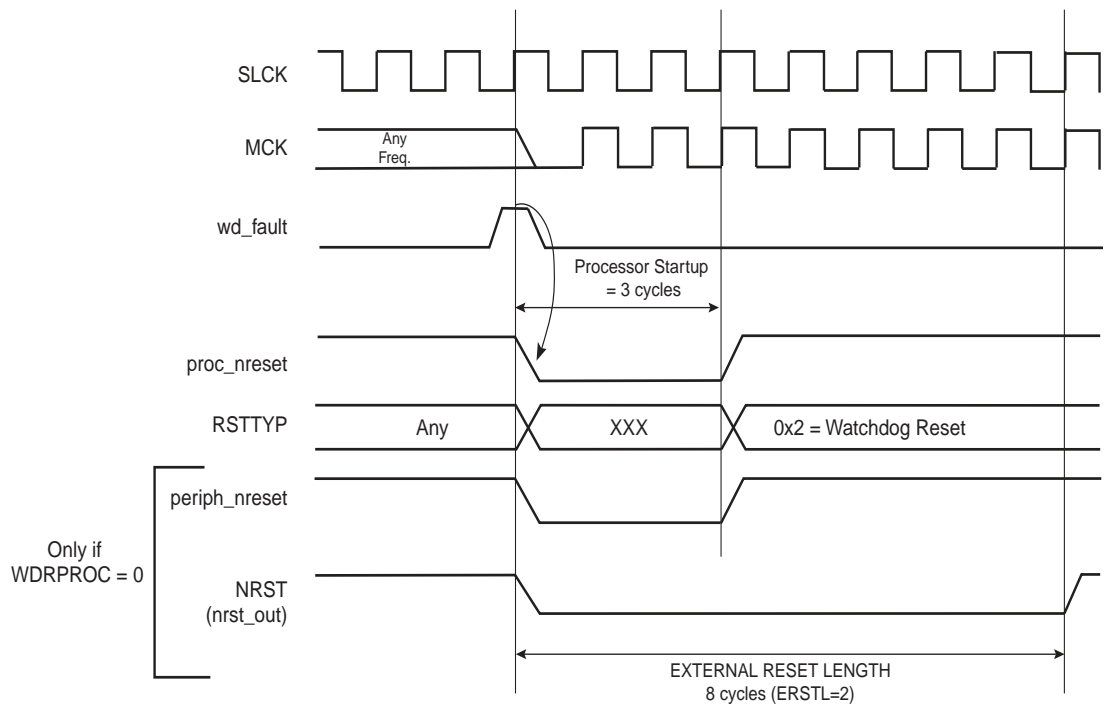 SLCK
MCK
Any
Freq.
wd_fault
Processor Startup
= 3 cycles
proc_nreset
RSTTYP
Any
XXX
0x2 = Watchdog Reset
periph_nreset
Only if
WDRPROC = 0
NRST
(nrst_out)
EXTERNAL RESET LENGTH
8 cycles (ERSTL=2)